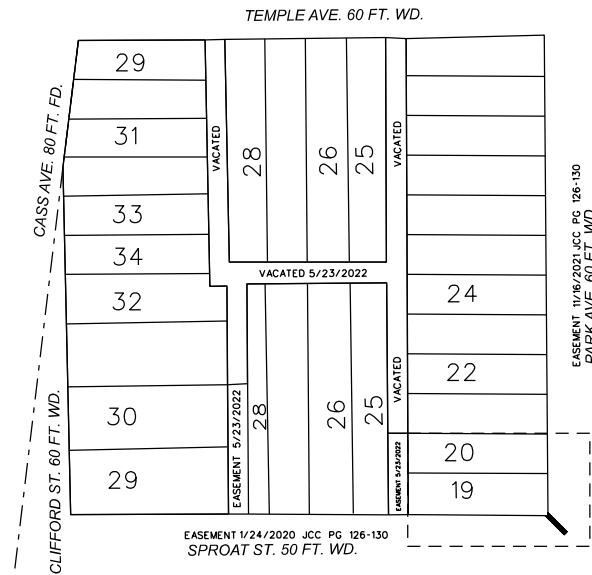 TEMPLE AVE. 60 FT. WD.
CASS AVE. 80 FT. FD.
29
31
33
34
32
30
29
CLIFFORD ST. 60 FT. WD.
VACATED
28
26
25
VACATED
VACATED 5/23/2022
EASEMENT 5/23/2022
28
26
25
VACATED
EASEMENT 5/23/2022
24
22
20
19
EASEMENT 11/16/2021 JCC PG 126-130
PARK AVE. 60 FT. WD.
EASEMENT 1/24/2020 JCC PG 126-130
SPROAT ST. 50 FT. WD.